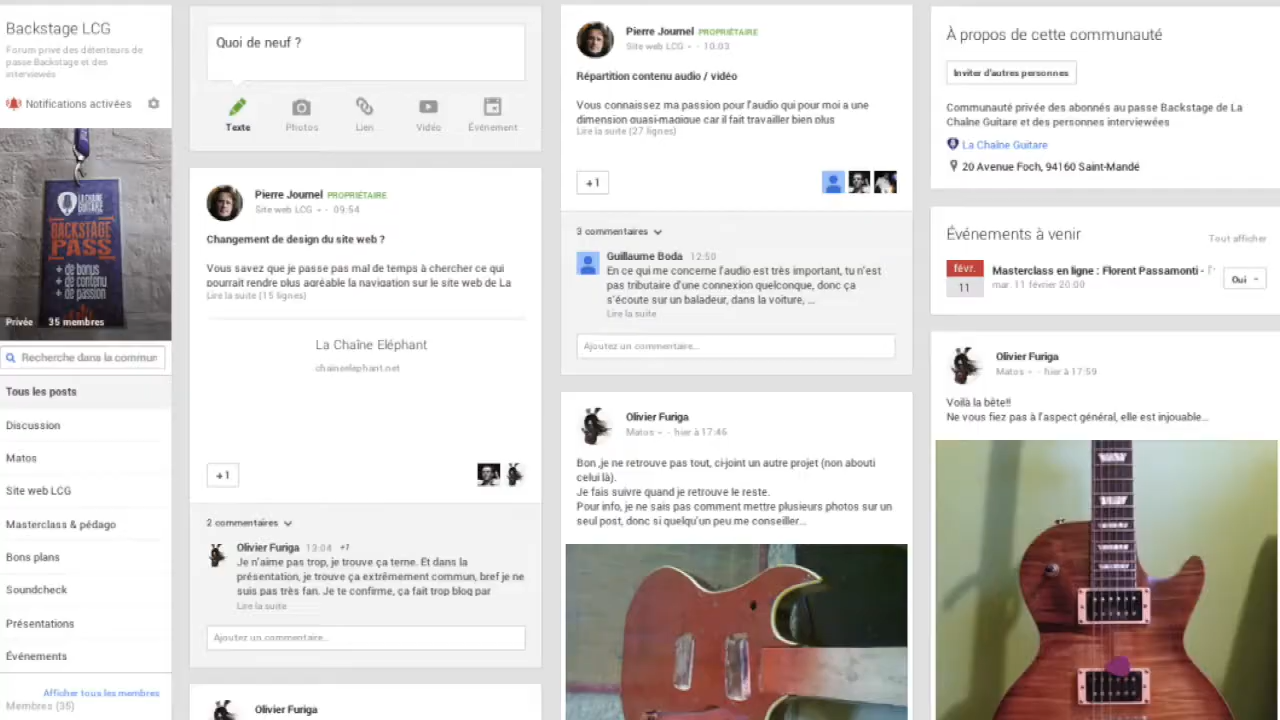 Backstage LCG
Forum privé des détenteurs de
passe Backstage et des
interviewés
Notifications activées
LA CHAINE
GUITARE
BACKSTAGE
PASS
+ de bonus
+ de contenu
+ de passion
Privée 35 membres
Recherche dans la commun
Tous les posts
Discussion
Matos
Site web LCG
Masterclass & pédago
Bons plans
Soundcheck
Présentations
Événements
Afficher tous les membres
Membres (35)
Quoi de neuf ?
Texte Photos Lien Vidéo Événement
Pierre Journel PROPRIÉTAIRE
Site web LCG - 09:54
Changement de design du site web ?
Vous savez que je passe pas mal de temps à chercher ce qui
pourrait rendre plus agréable la navigation sur le site web de La
Lire la suite (15 lignes)
La Chaîne Eléphant
chaineelephant.net
+1
2 commentaires
Olivier Furiga 12:04 +1
Je n'aime pas trop, je trouve ça terne. Et dans la
présentation, je trouve ça extrêmement commun, bref je ne
suis pas très fan. Je te confirme, ça fait trop blog par
Lire la suite
Ajoutez un commentaire...
Olivier Furiga
Pierre Journel PROPRIÉTAIRE
Site web LCG - 10:03
Répartition contenu audio / vidéo
Vous connaissez ma passion pour l'audio qui pour moi a une
dimension quasi-magique car il fait travailler bien plus
Lire la suite (27 lignes)
+1
3 commentaires
Guillaume Boda 12:50
En ce qui me concerne l'audio est très important, tu n'est
pas tributaire d'une connexion quelconque, donc ça
s'écoute sur un baladeur, dans la voiture, ...
Lire la suite
Ajoutez un commentaire...
Olivier Furiga
Matos - hier à 17:46
Bon ,je ne retrouve pas tout, ci-joint un autre projet (non abouti
celui là).
Je fais suivre quand je retrouve le reste.
Pour info, je ne sais pas comment mettre plusieurs photos sur un
seul post, donc si quelqu'un peu me conseiller...
À propos de cette communauté
Inviter d'autres personnes
Communauté privée des abonnés au passe Backstage de La
Chaîne Guitare et des personnes interviewées
La Chaîne Guitare
20 Avenue Foch, 94160 Saint-Mandé
Événements à venir Tout afficher
févr.
11
Masterclass en ligne : Florent Passamonti -
mar. 11 février 20:00
Oui
Olivier Furiga
Matos - hier à 17:59
Voilà la bête!!
Ne vous fiez pas à l'aspect général, elle est injouable...